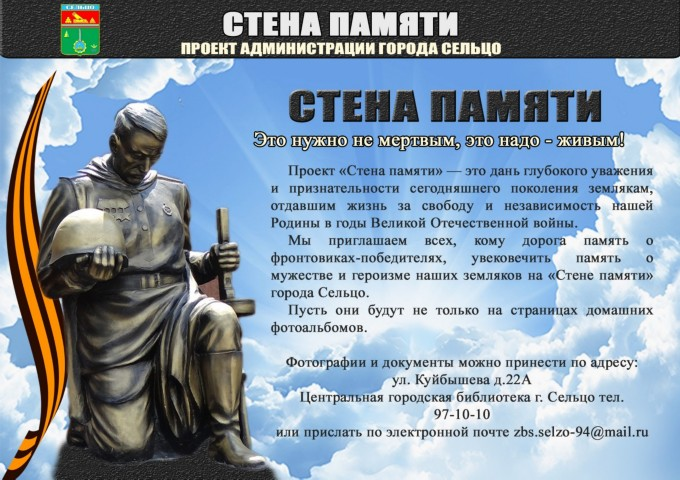 СЕЛЬЦО
СТЕНА ПАМЯТИ
ПРОЕКТ АДМИНИСТРАЦИИ ГОРОДА СЕЛЬЦО
СТЕНА ПАМЯТИ
Это нужно не мертвым, это надо - живым!
Проект «Стена памяти» — это дань глубокого уважения
и признательности сегодняшнего поколения землякам,
отдавшим жизнь за свободу и независимость нашей
Родины в годы Великой Отечественной войны.
Мы приглашаем всех, кому дорога память о
фронтовиках-победителях, увековечить память о
мужестве и героизме наших земляков на «Стене памяти»
города Сельцо.
Пусть они будут не только на страницах домашних
фотоальбомов.
Фотографии и документы можно принести по адресу:
ул. Куйбышева д.22А
Центральная городская библиотека г. Сельцо тел.
97-10-10
или прислать по электронной почте zbs.selzo-94@mail.ru